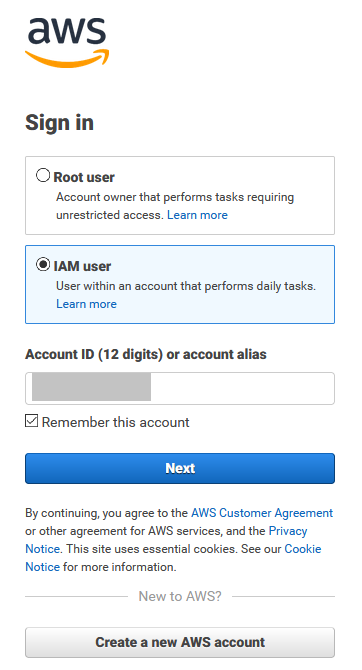 aws
Sign in
Root user
Account owner that performs tasks requiring
unrestricted access. Learn more
IAM user
User within an account that performs daily tasks.
Learn more
Account ID (12 digits) or account alias
Remember this account
Next
By continuing, you agree to the AWS Customer Agreement
or other agreement for AWS services, and the Privacy
Notice. This site uses essential cookies. See our Cookie
Notice for more information.
New to AWS?
Create a new AWS account